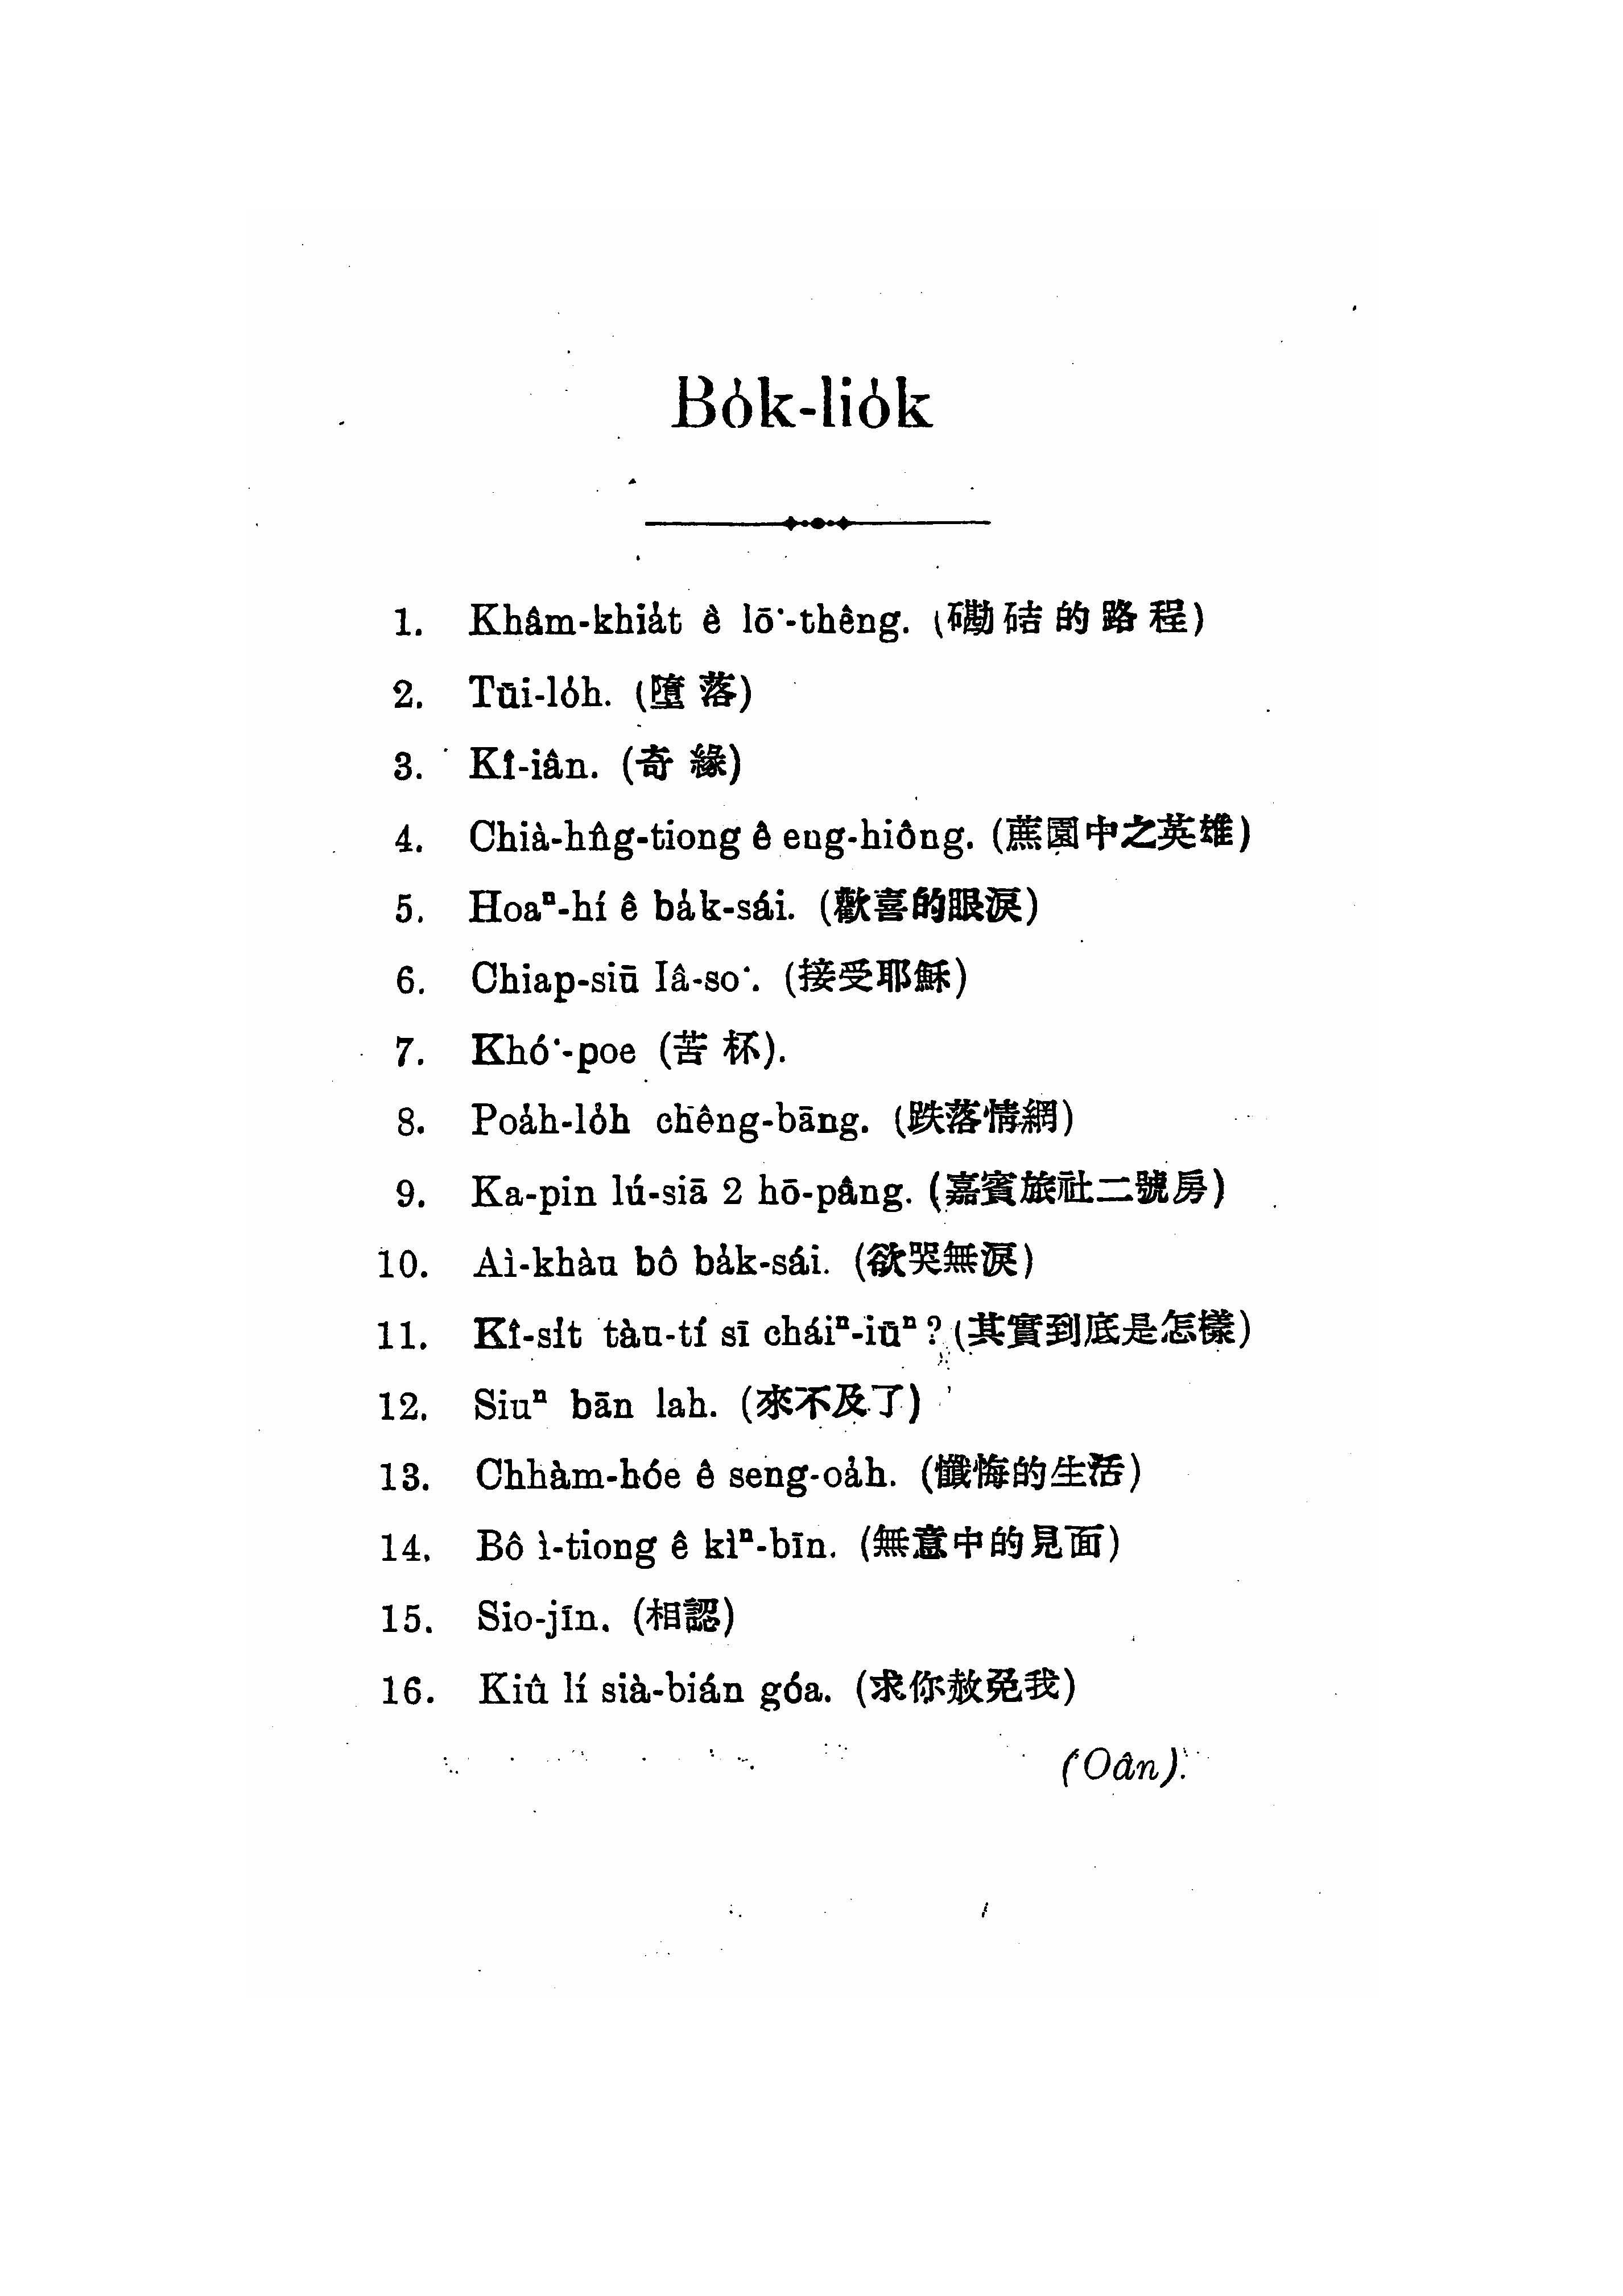 Bo̍k-lio̍k
1. Khâm-khia̍t ê lō͘-thêng. (磡硈的路程)
2. Tūi-lo̍h. (墮落)
3. Kî-iân. (奇緣)
4. Chià-hn̂g-tiong ê eng-hiông. (蔗園中之英雄)
5. Hoaⁿ-hí ê ba̍k-sái. (歡喜的眼淚)
6. Chiap-siū Iâ-so͘. (接受耶穌)
7. Khó͘-poe (苦杯).
8. Poa̍h-lo̍h chêng-bāng. (跌落情網)
9. Ka-pin lú-siā 2 hō-pâng. (嘉賓旅社二號房)
10. Ai-khàu bô ba̍k-sái. (欲哭無淚)
11. Kî-si̍t tàu-tí sī cháiⁿ-iūⁿ? (其實到底是怎樣)
12. Siuⁿ bān lah. (來不及了)
13. Chhàm-hóe ê seng-oa̍h. (懺悔的生活)
14. Bô ì-tiong ê kìⁿ-bīn. (無意中的見面)
15. Sio-jīn. (相認)
16. Kiû lí sià-bián góa. (求你赦免我)
(Oân).